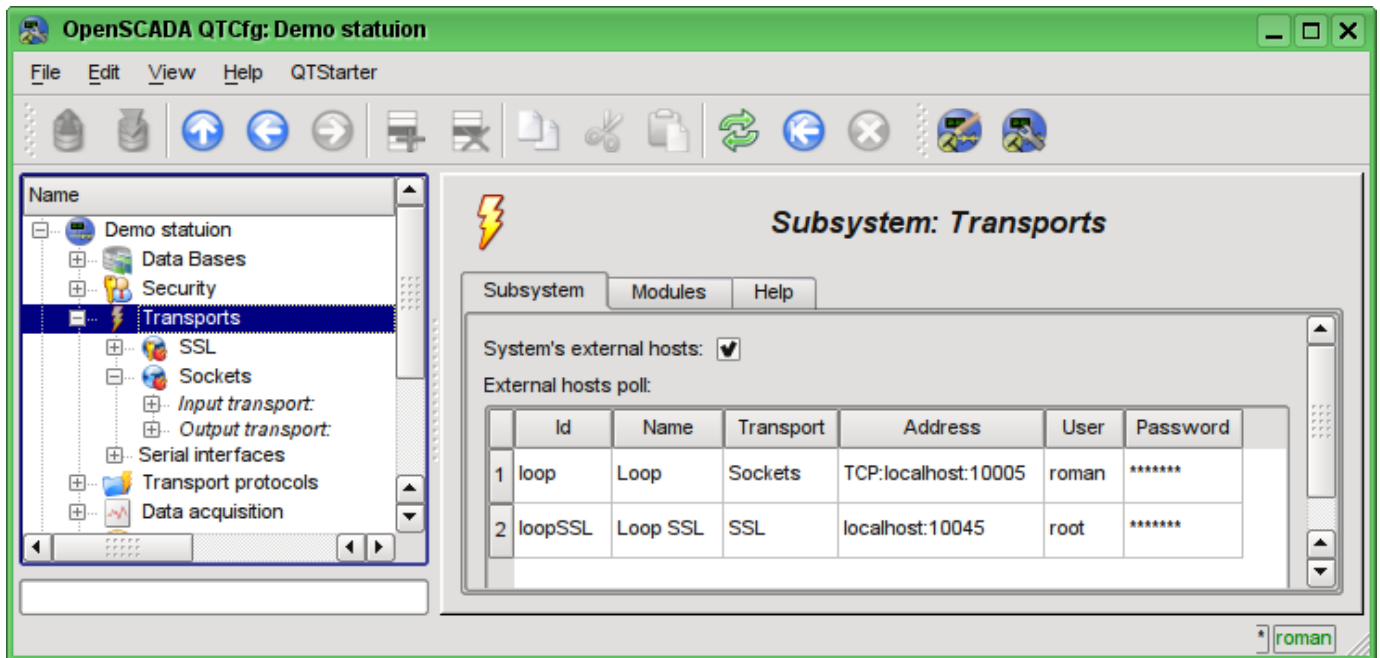 OpenSCADA QTCfg: Demo statuion
File Edit View Help QTStarter
Name
Demo statuion
Data Bases
Security
Transports
SSL
Sockets
Input transport:
Output transport:
Serial interfaces
Transport protocols
Data acquisition
Subsystem: Transports
Subsystem Modules Help
System's external hosts:
External hosts poll:
Id Name Transport Address User Password
1 loop Loop Sockets TCP:localhost:10005 roman *******
2 loopSSL Loop SSL SSL localhost:10045 root *******
* roman